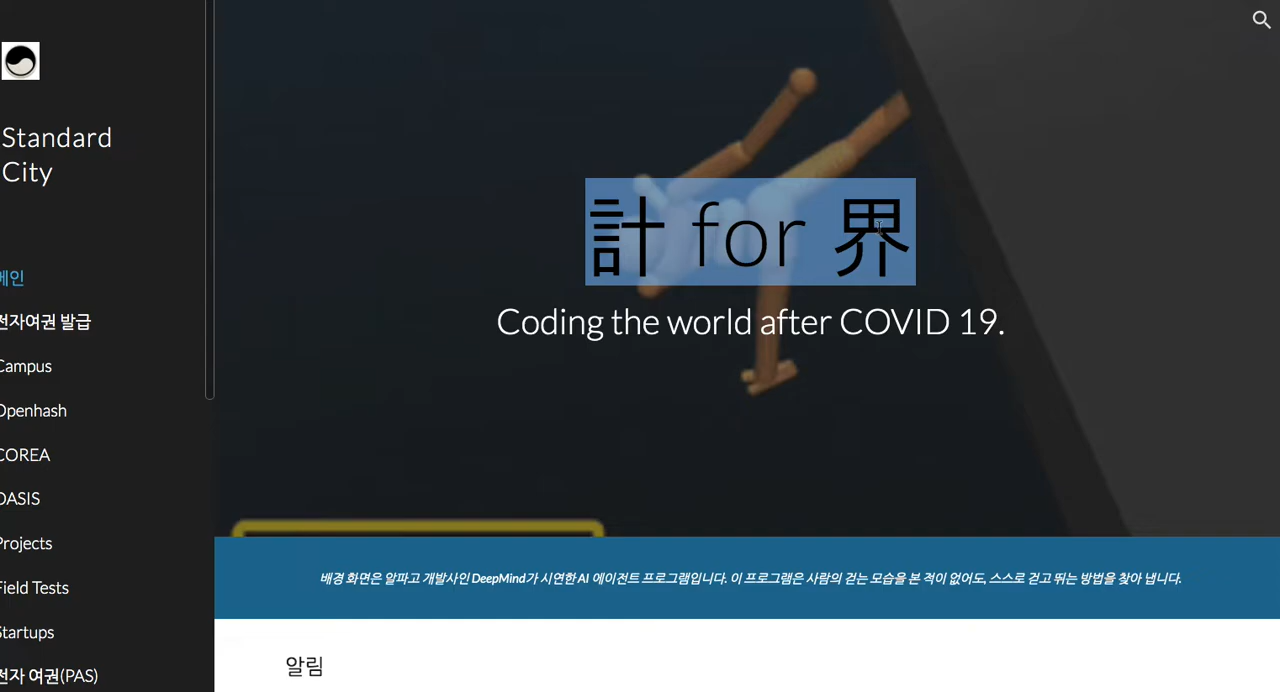 Standard
City
메인
전자여권 발급
Campus
Openhash
COREA
OASIS
Projects
Field Tests
Startups
전자 여권(PAS)
計 for 界
Coding the world after COVID 19.
배경 화면은 알파고 개발사인 DeepMind가 시연한 AI 에이전트 프로그램입니다. 이 프로그램은 사람의 걷는 모습을 본 적이 없어도, 스스로 걷고 뛰는 방법을 찾아 냅니다.
알림